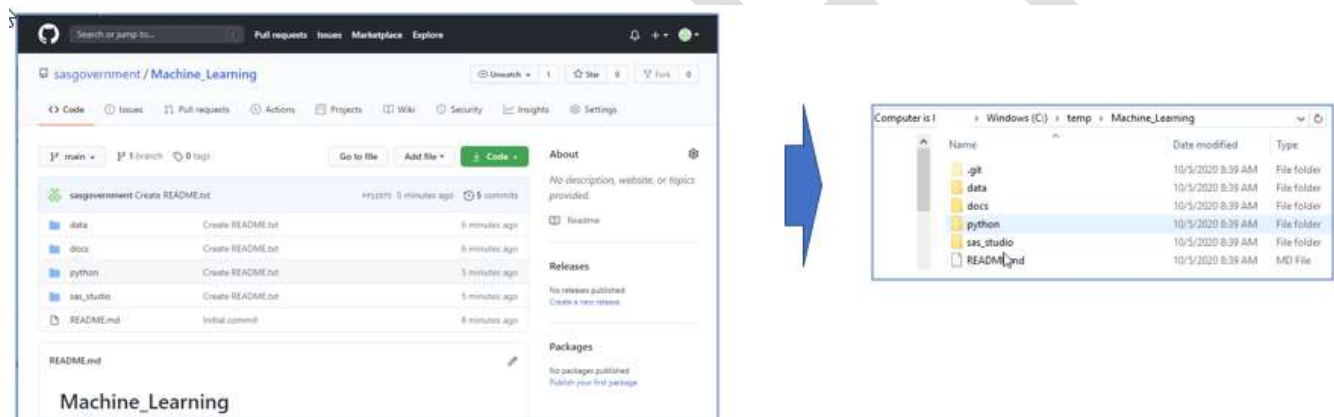 Search or jump to...
Pull requests Issues Marketplace Explore
sasgovernment / Machine_Learning
Unwatch 1 Star 0 Fork 0
Code Issues Pull requests Actions Projects Wiki Security Insights Settings
main 1 branch 0 tags Go to file Add file Code
sasgovernment Create README.txt 5 minutes ago 5 commits
data Create README.txt 6 minutes ago
docs Create README.txt 6 minutes ago
python Create README.txt 5 minutes ago
sas_studio Create README.txt 5 minutes ago
README.md Initial commit 8 minutes ago
README.md
Machine_Learning
About
No description, website, or topics
provided.
Readme
Releases
No releases published
Create a new release
Packages
No packages published
Publish your first package
Computer is l Windows (C:) temp Machine_Learning
Name Date modified Type
.git 10/5/2020 8:39 AM File folder
data 10/5/2020 8:39 AM File folder
docs 10/5/2020 8:39 AM File folder
python 10/5/2020 8:39 AM File folder
sas_studio 10/5/2020 8:39 AM File folder
README.md 10/5/2020 8:39 AM MD File